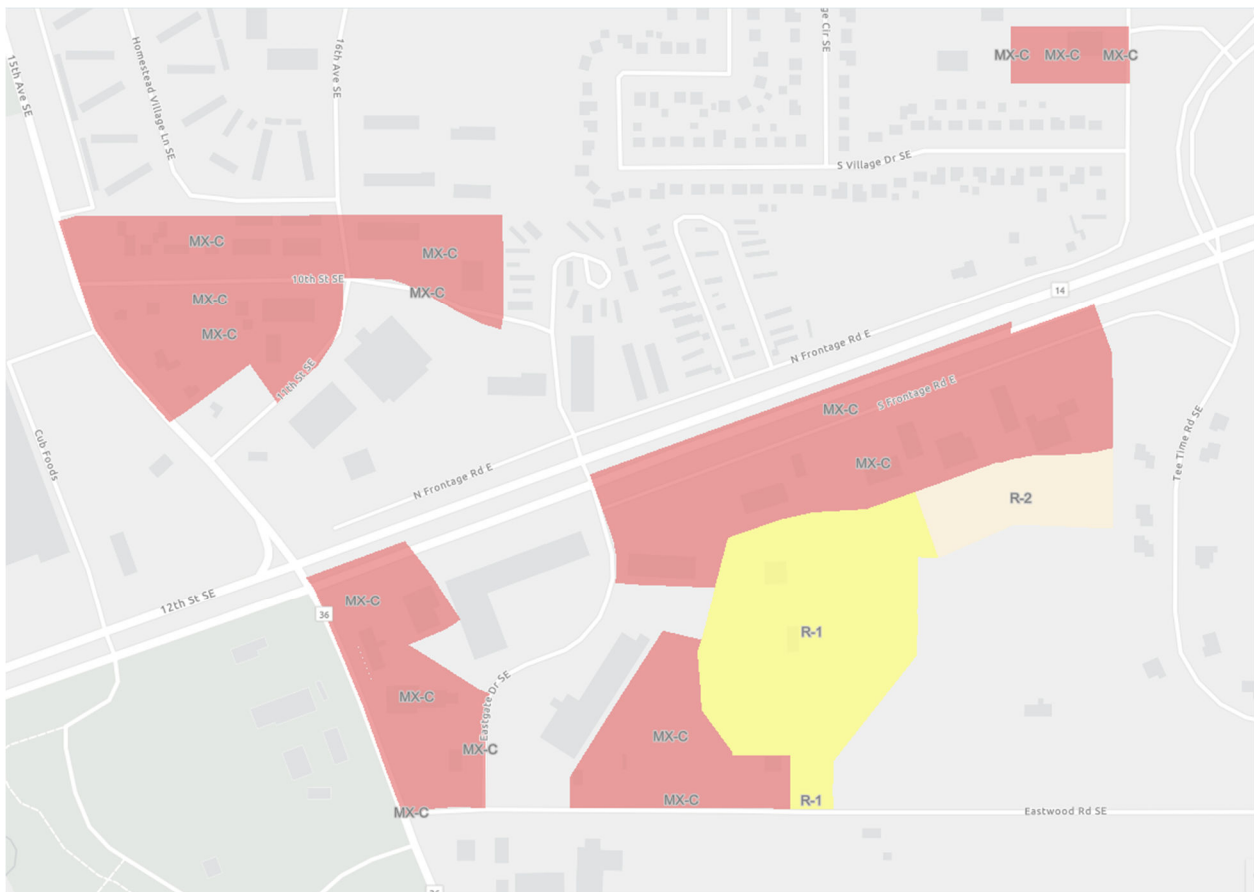 15th Ave SE
Homestead Village Ln SE
16th Ave SE
ge Cir SE
MX-C
MX-C
MX-C
S Village Dr SE
MX-C
MX-C
10th St SE
MX-C
MX-C
MX-C
14
N Frontage Rd E
11th St SE
S Frontage Rd E
MX-C
Cub Foods
MX-C
N Frontage Rd E
R-2
Tee Time Rd SE
12th St SE
MX-C
36
R-1
Eastgate Dr SE
MX-C
MX-C
MX-C
MX-C
MX-C
R-1
Eastwood Rd SE